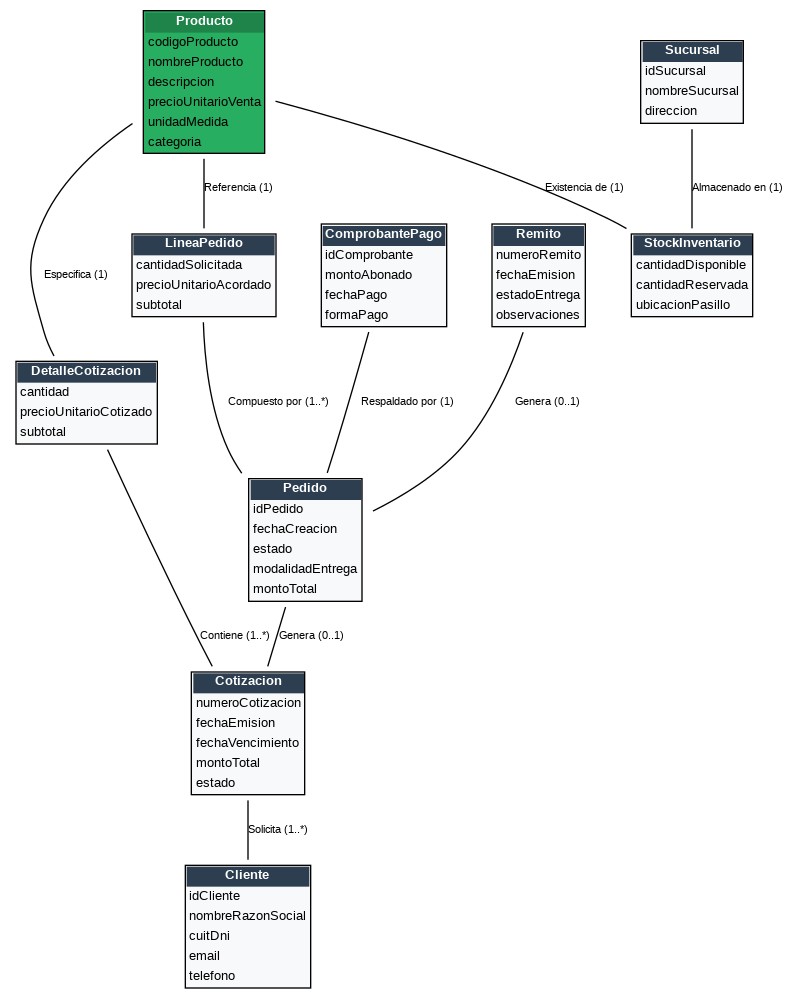 Producto
codigoProducto
nombreProducto
descripcion
precioUnitarioVenta
unidadMedida
categoria
Sucursal
idSucursal
nombreSucursal
direccion
Referencia (1)
Existencia de (1)
Almacenado en (1)
LineaPedido
cantidadSolicitada
precioUnitarioAcordado
subtotal
ComprobantePago
idComprobante
montoAbonado
fechaPago
formaPago
Remito
numeroRemito
fechaEmision
estadoEntrega
observaciones
StockInventario
cantidadDisponible
cantidadReservada
ubicacionPasillo
Especifica (1)
DetalleCotizacion
cantidad
precioUnitarioCotizado
subtotal
Compuesto por (1..*)
Respaldado por (1)
Genera (0..1)
Pedido
idPedido
fechaCreacion
estado
modalidadEntrega
montoTotal
Contiene (1..*)
Genera (0..1)
Cotizacion
numeroCotizacion
fechaEmision
fechaVencimiento
montoTotal
estado
Solicita (1..*)
Cliente
idCliente
nombreRazonSocial
cuitDni
email
telefono